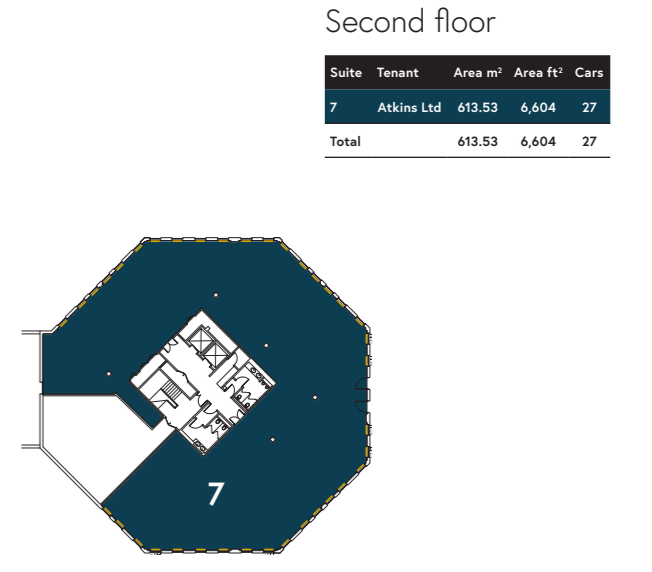 Second floor
Suite Tenant Area m² Area ft² Cars
7 Atkins Ltd 613.53 6,604 27
Total 613.53 6,604 27
7